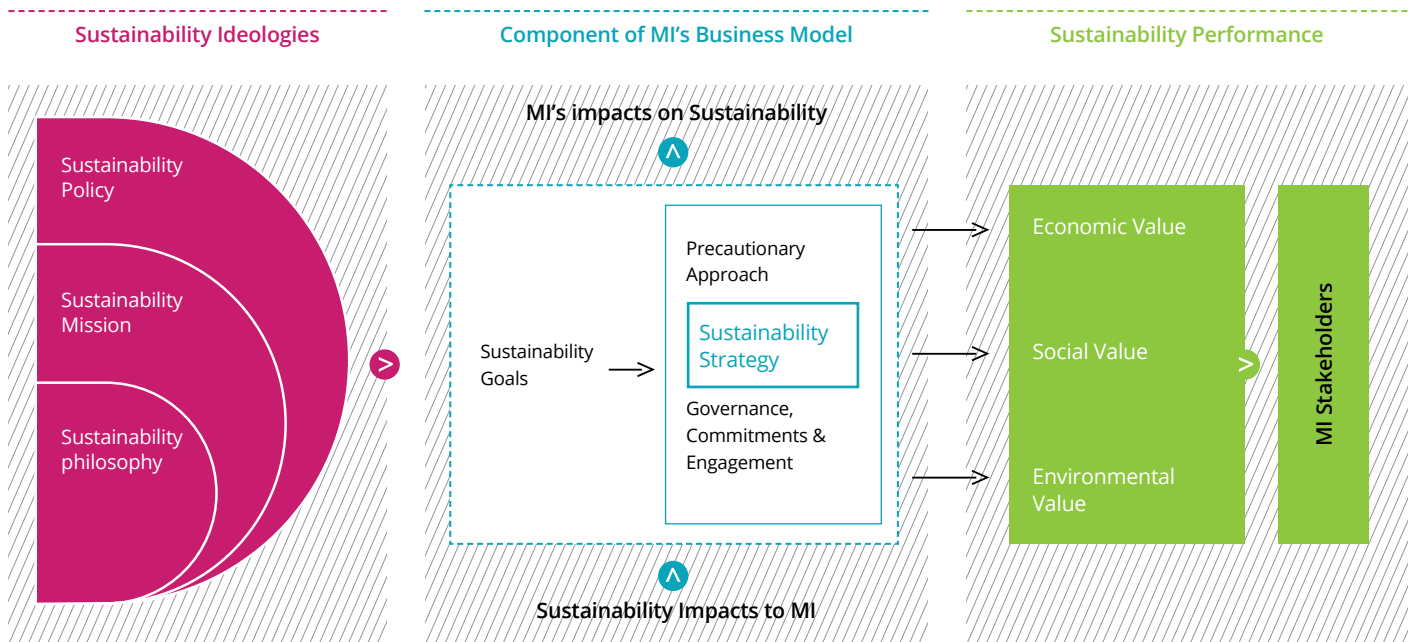 Sustainability Ideologies
Component of MI's Business Model
Sustainability Performance
Sustainability
Policy
Sustainability
Mission
Sustainability
philosophy
>
MI's impacts on Sustainability
>
Sustainability
Goals
Precautionary
Approach
Sustainability
Strategy
Governance,
Commitments &
Engagement
>
Sustainability Impacts to MI
Economic Value
Social Value
Environmental
Value
>
MI Stakeholders